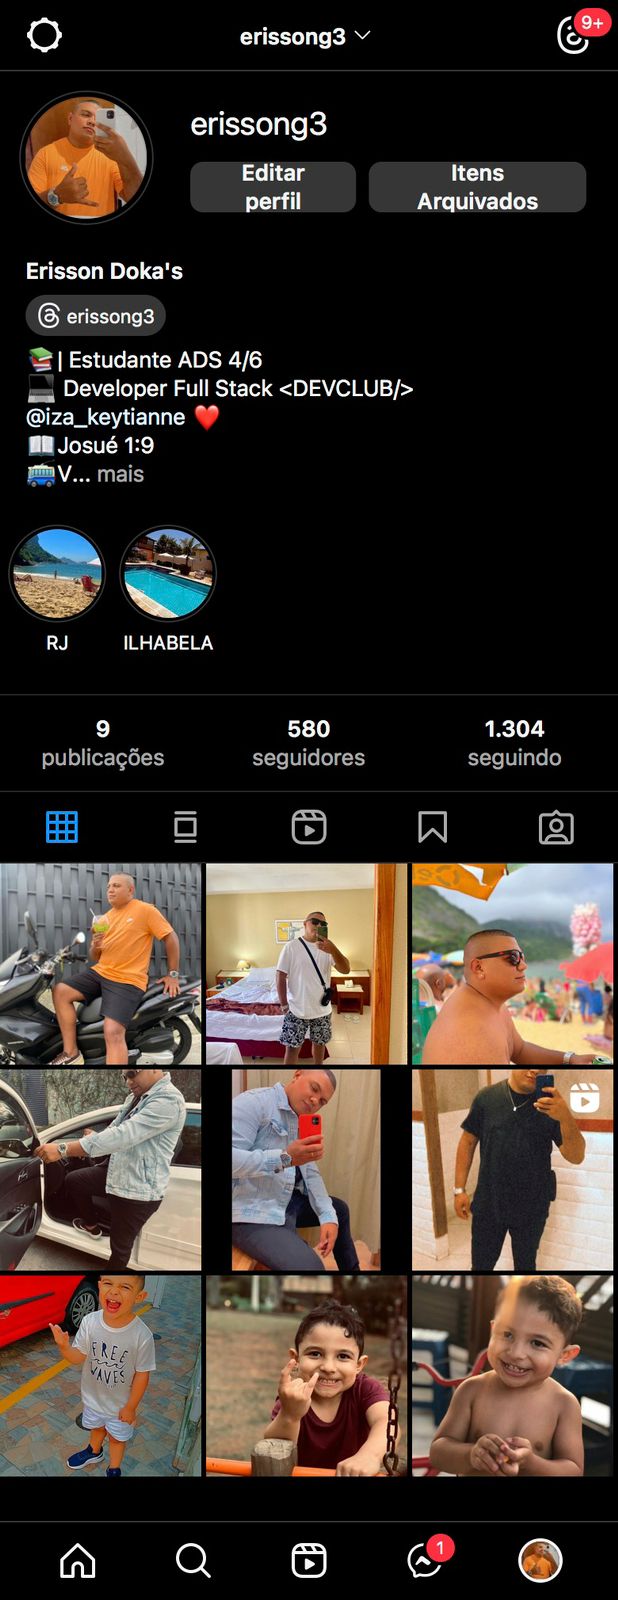 erissong3
9+
erissong3
Editar
perfil
Itens
Arquivados
Erisson Doka's
erissong3
| Estudante ADS 4/6
Developer Full Stack <DEVCLUB/>
@iza_keytianne ❤️
Josué 1:9
V... mais
RJ
ILHABELA
9
publicações
580
seguidores
1.304
seguindo
FREE
WAVES
1